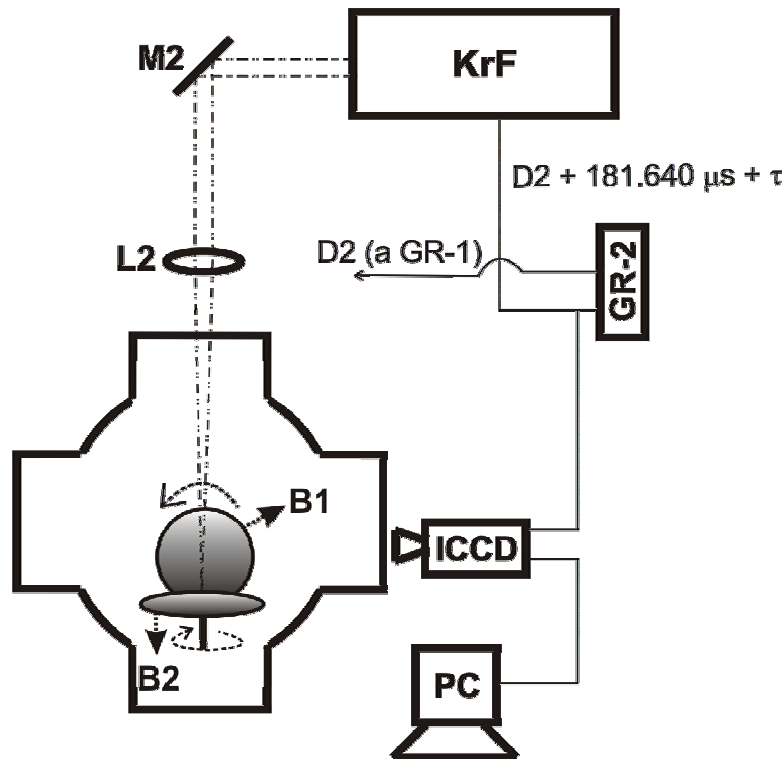 M2
KrF
D2 + 181.640 μs + τ
L2
D2 (a GR-1)
GR-2
B1
ICCD
B2
PC